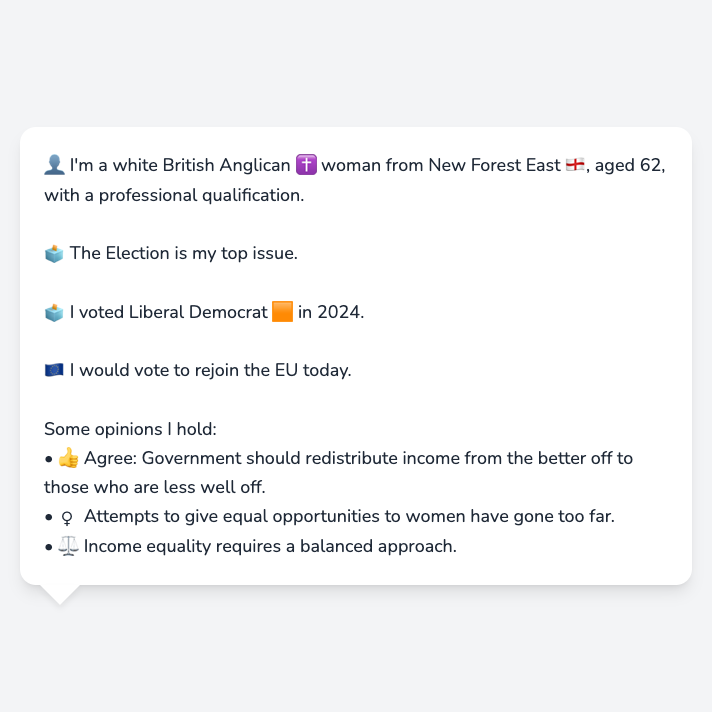 👤 I'm a white British Anglican ✝️ woman from New Forest East 🏴󠁧󠁢󠁥󠁮󠁧󠁿, aged 62,
with a professional qualification.
🗳️ The Election is my top issue.
🗳️ I voted Liberal Democrat 🟧 in 2024.
🇪🇺 I would vote to rejoin the EU today.
Some opinions I hold:
• 👍 Agree: Government should redistribute income from the better off to
those who are less well off.
• ♀ Attempts to give equal opportunities to women have gone too far.
• ⚖️ Income equality requires a balanced approach.